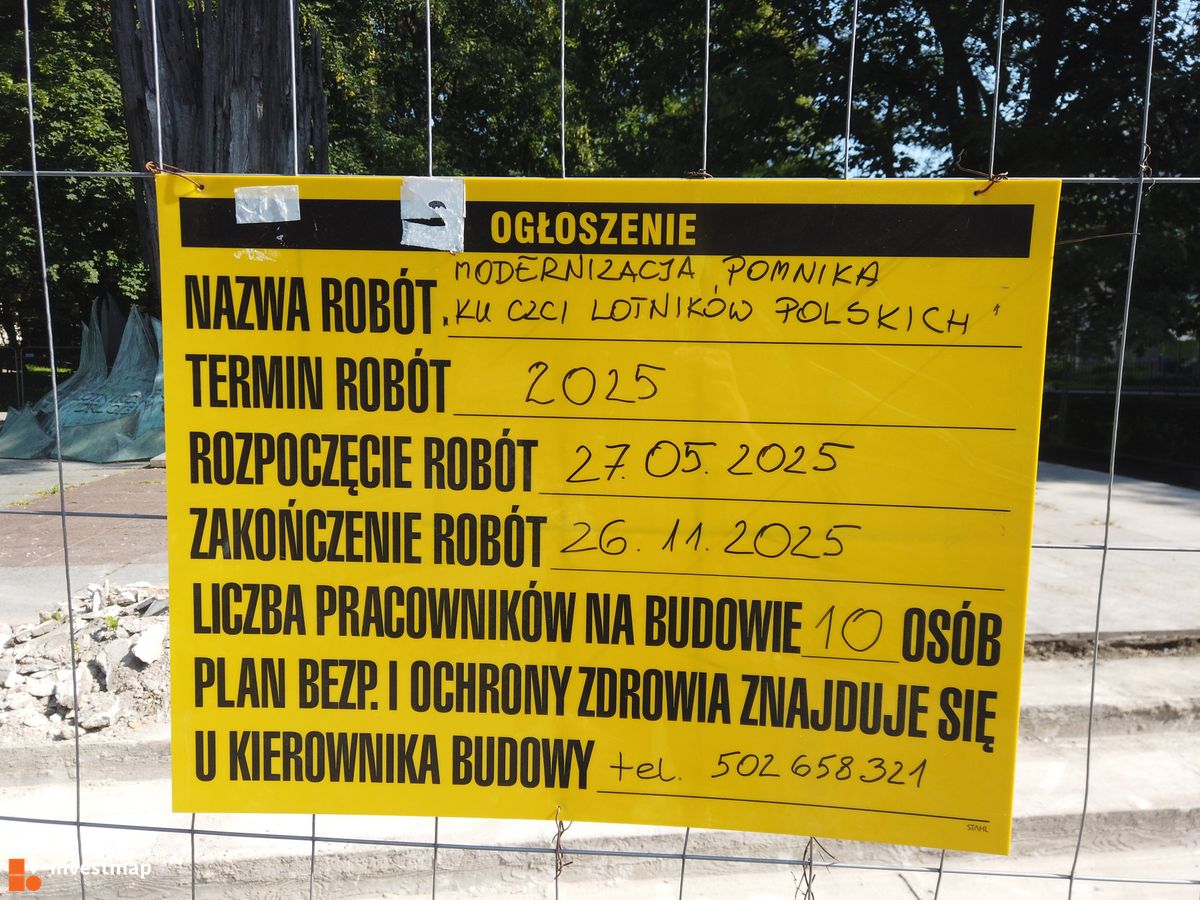 OGŁOSZENIE
NAZWA ROBÓT MODERNIZACJA POMNIKA
„KU CZCI LOTNIKÓW POLSKICH"
TERMIN ROBÓT 2025
ROZPOCZĘCIE ROBÓT 27.05.2025
ZAKOŃCZENIE ROBÓT 26.11.2025
LICZBA PRACOWNIKÓW NA BUDOWIE 10 OSÓB
PLAN BEZP. I OCHRONY ZDROWIA ZNAJDUJE SIĘ
U KIEROWNIKA BUDOWY tel. 502 658 321
STAHL
investmap